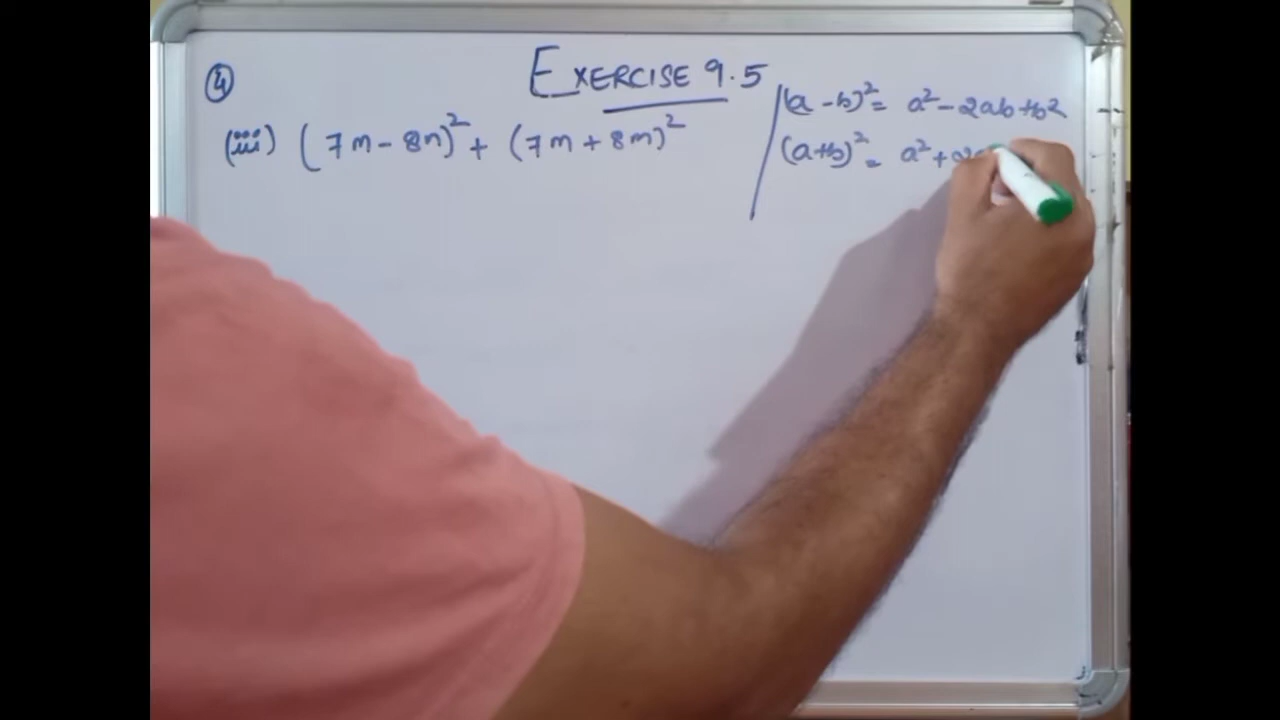 EXERCISE 9.5
④
(iii) (7m - 8n)² + (7m + 8m)²
(a - b)² = a² - 2ab + b²
(a + b)² = a² +